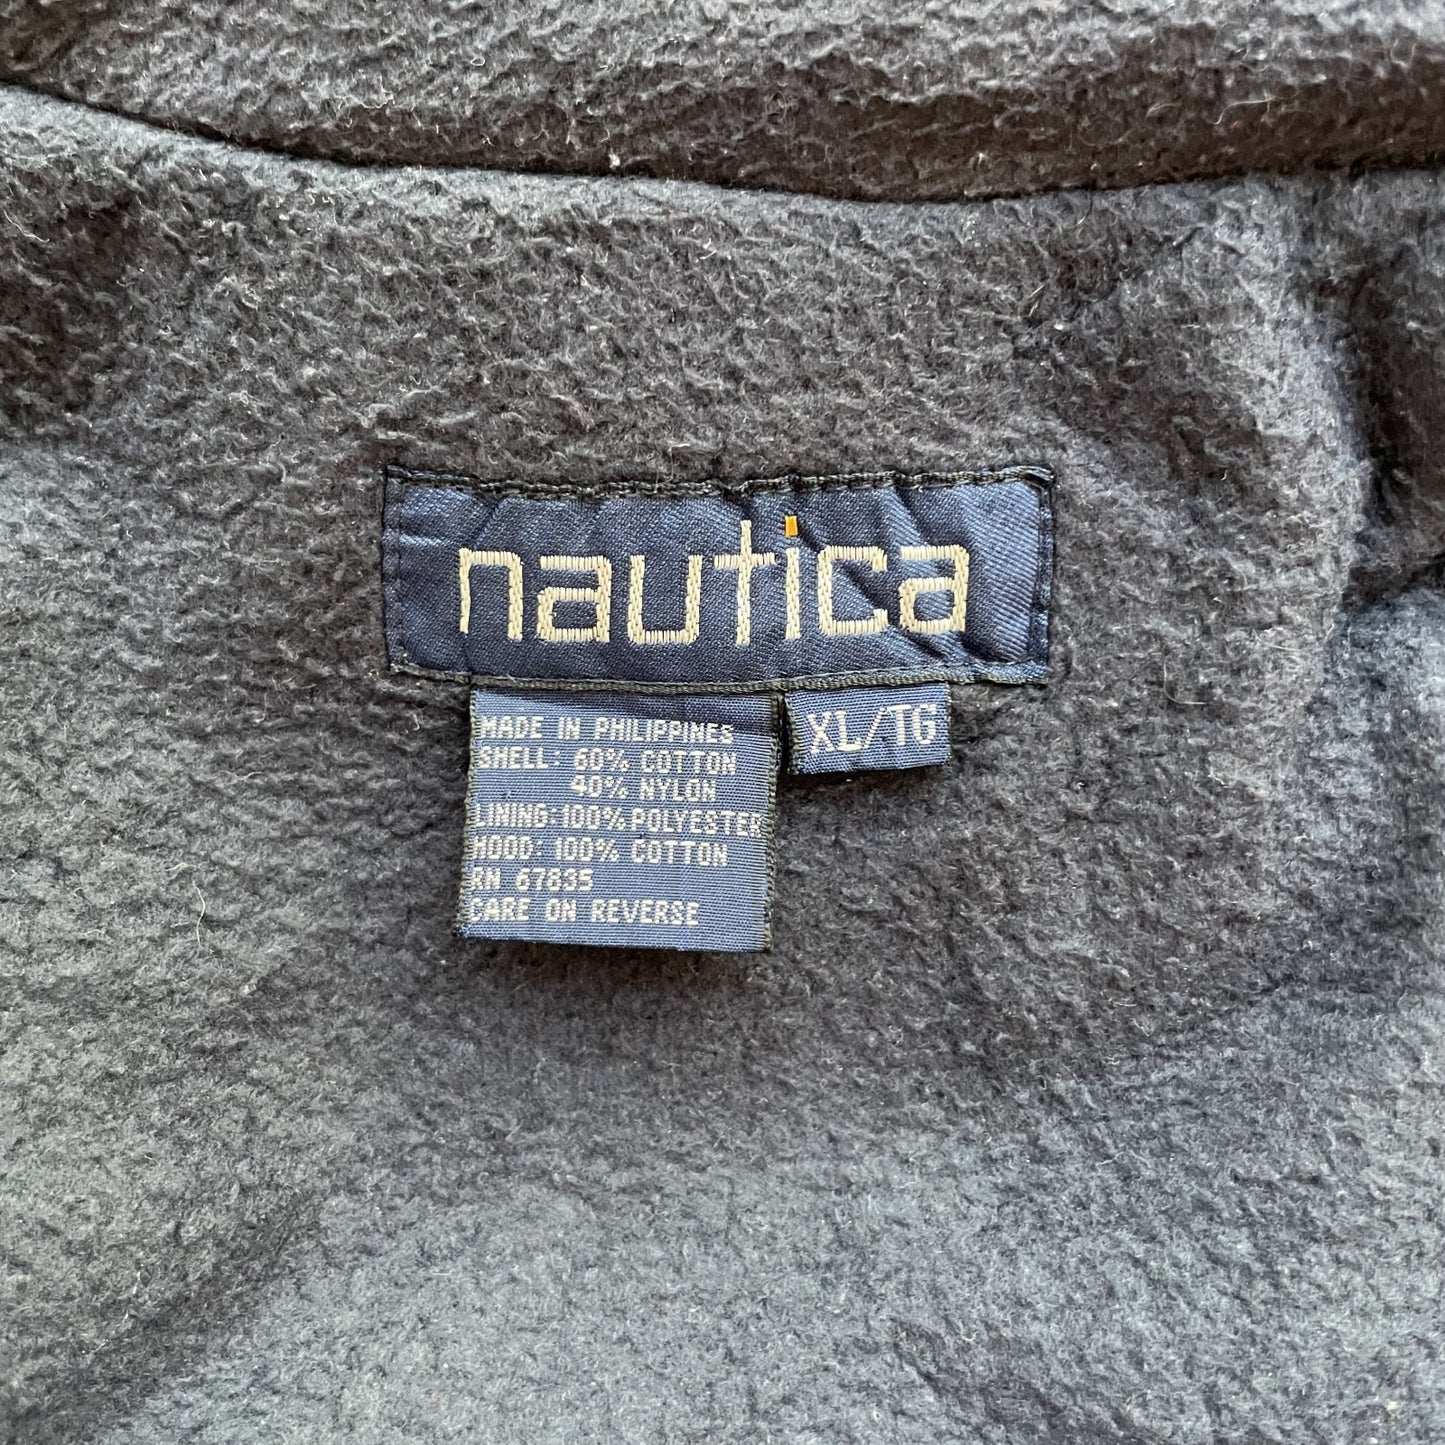 nautica
XL/TG
MADE IN PHILIPPINES
SHELL: 60% COTTON
40% NYLON
LINING: 100% POLYESTER
HOOD: 100% COTTON
RN 67835
CARE ON REVERSE